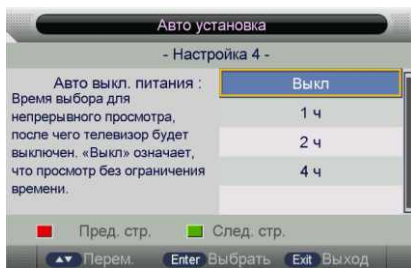 Авто установка
- Настройка 4 -
Авто выкл. питания :
Время выбора для
непрерывного просмотра,
после чего телевизор будет
выключен. «Выкл» означает,
что просмотр без ограничения
времени.
Выкл
1 ч
2 ч
4 ч
Пред. стр.
След. стр.
Перем.
Enter Выбрать
Exit Выход